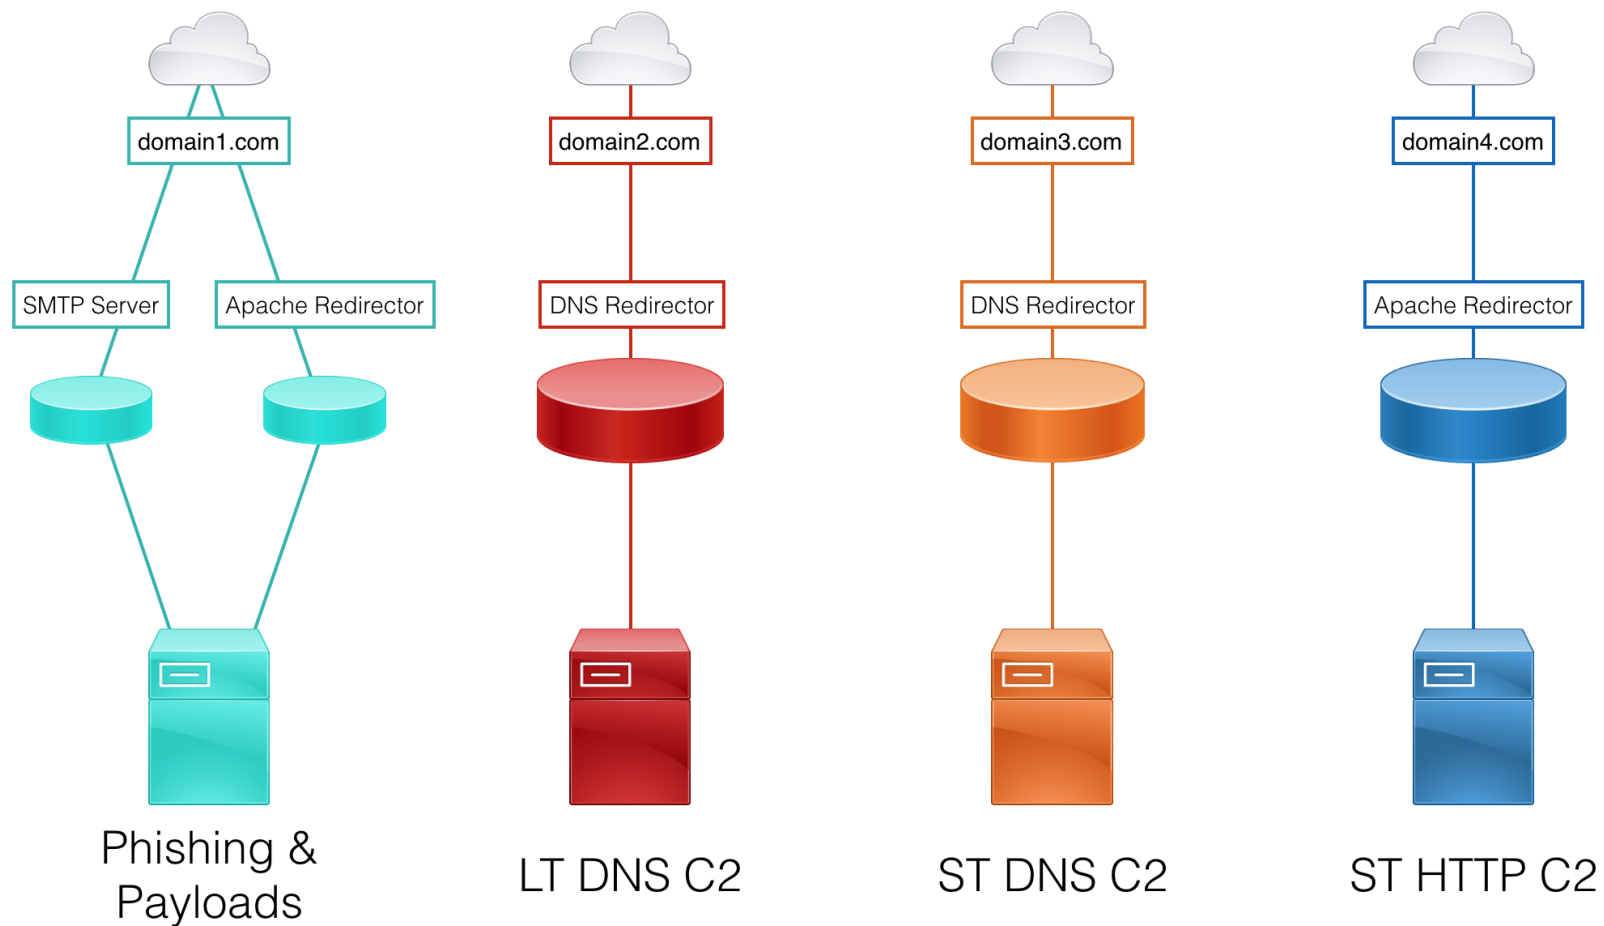 domain1.com
domain2.com
domain3.com
domain4.com
SMTP Server
Apache Redirector
DNS Redirector
DNS Redirector
Apache Redirector
Phishing &
Payloads
LT DNS C2
ST DNS C2
ST HTTP C2